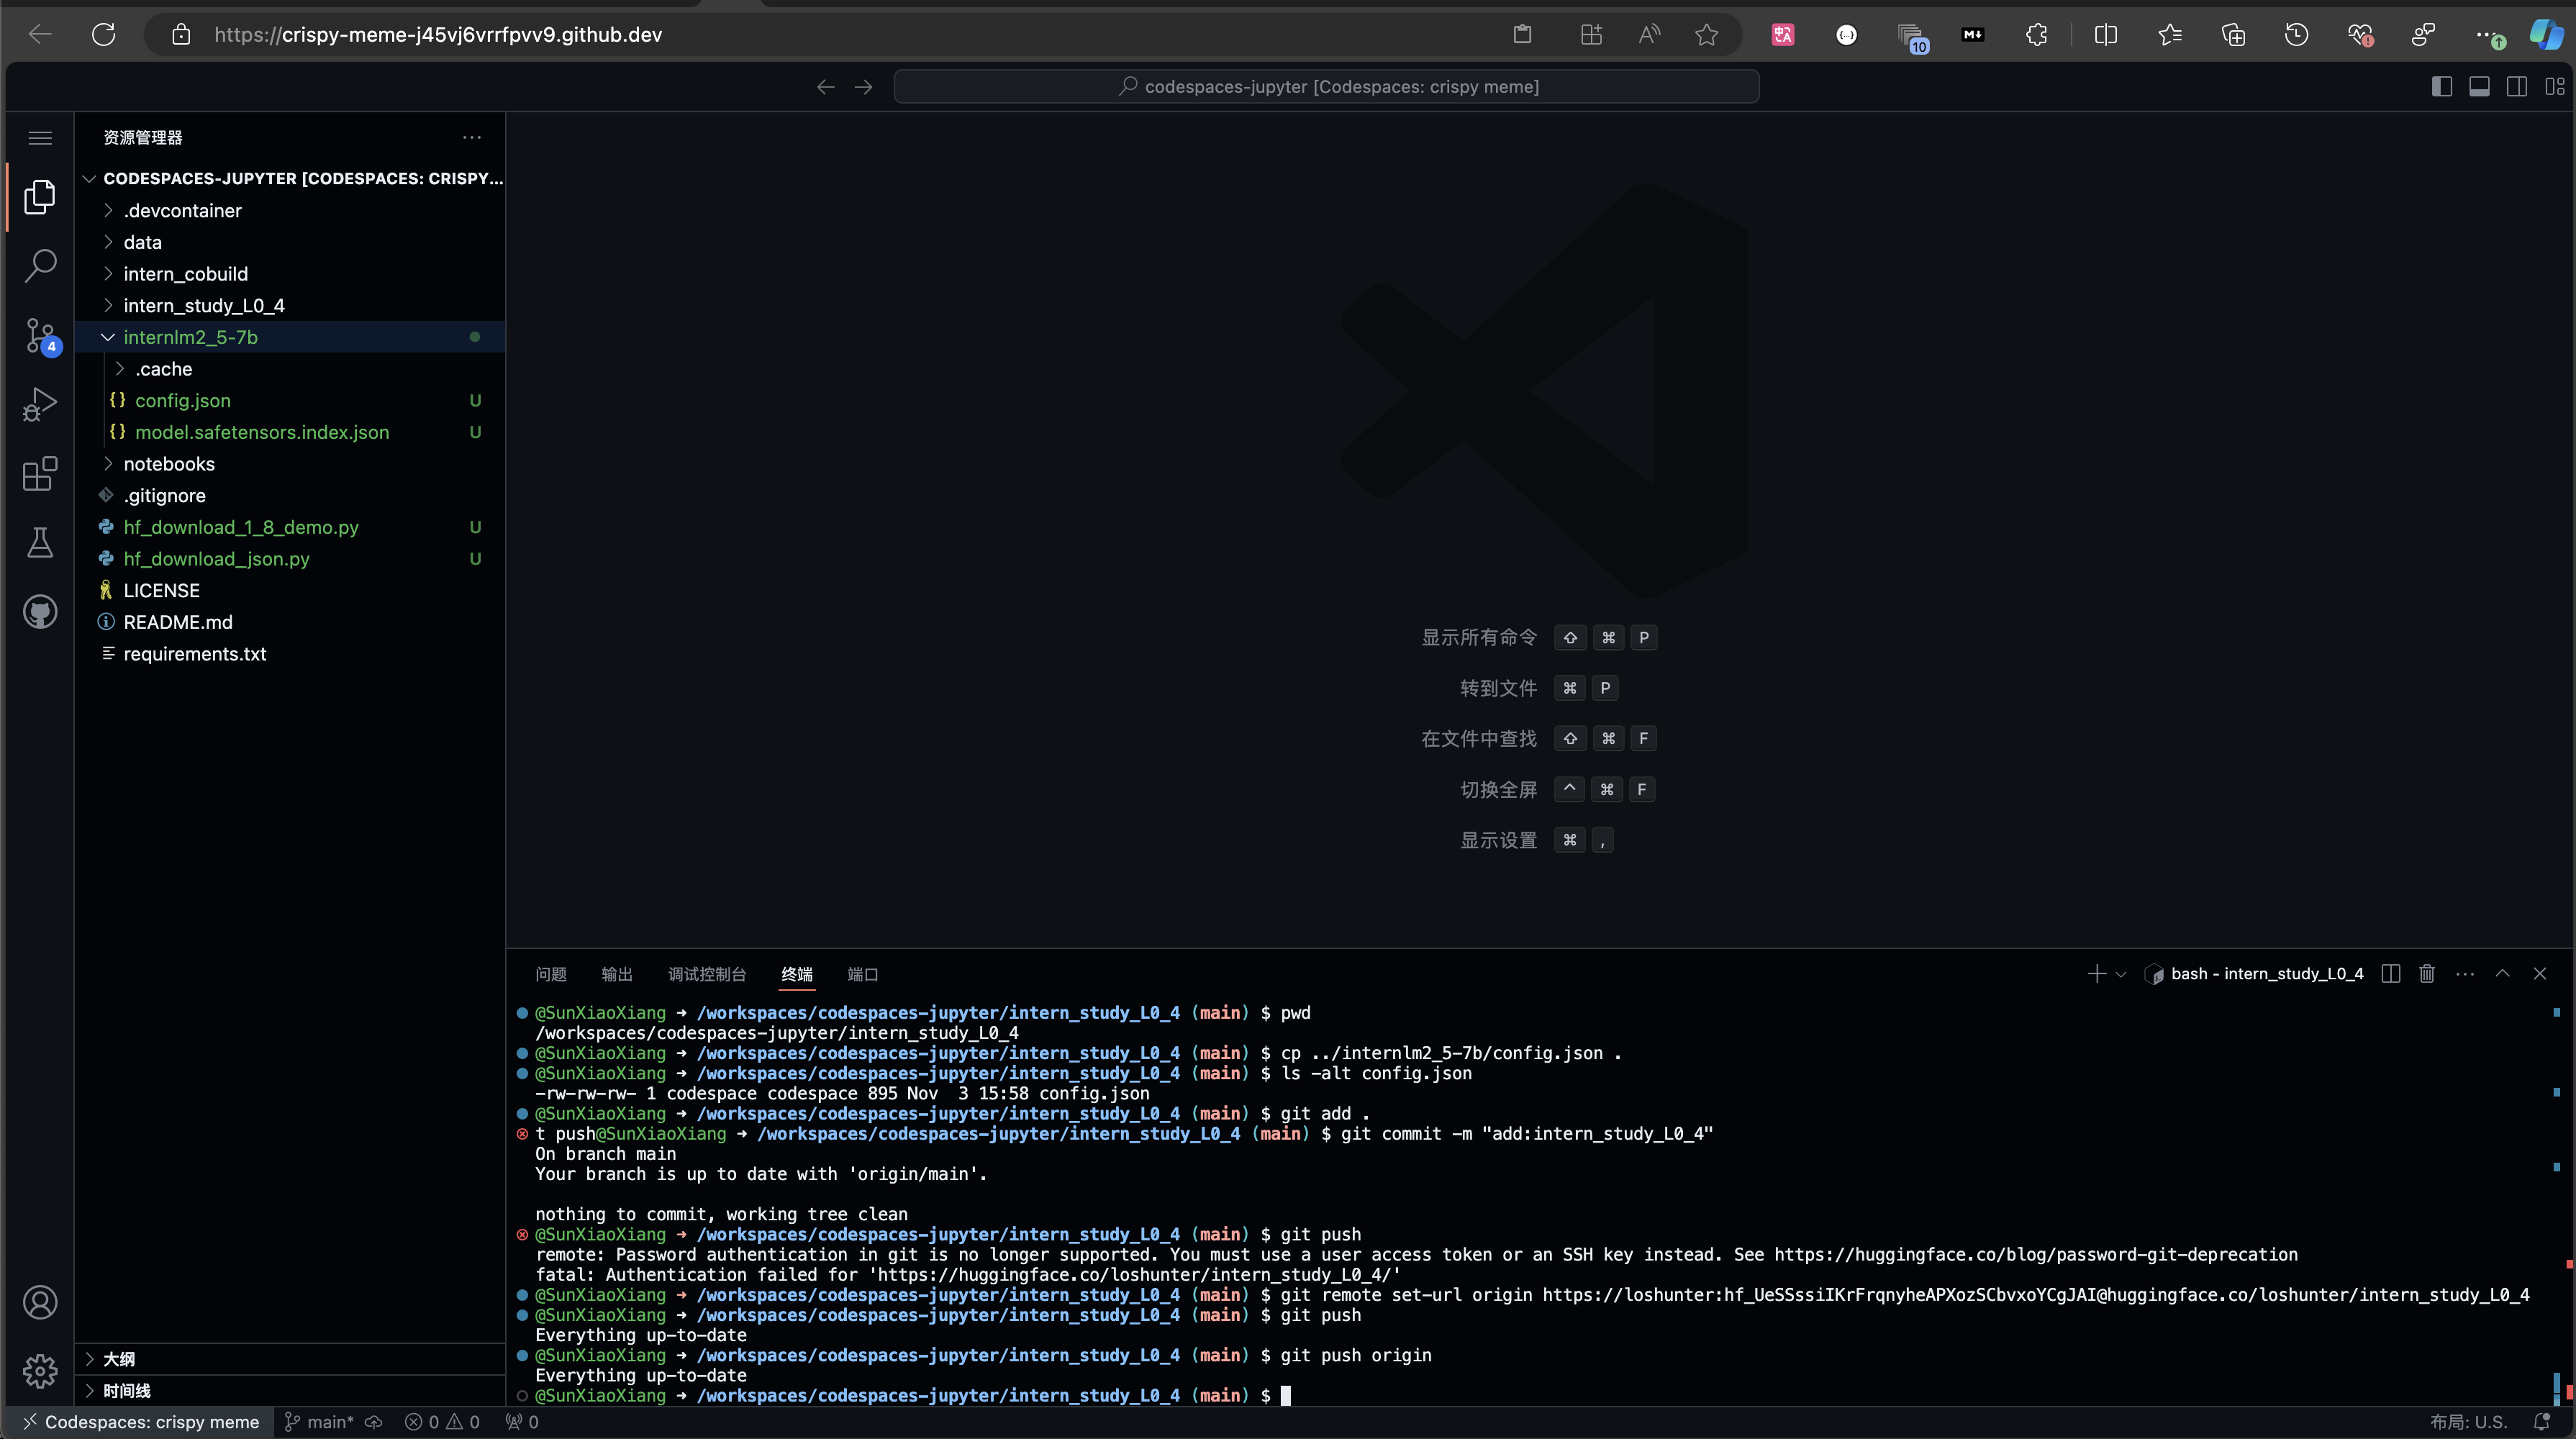 https://crispy-meme-j45vj6vrrfpvv9.github.dev
10
codespaces-jupyter [Codespaces: crispy meme]
资源管理器
CODESPACES-JUPYTER [CODESPACES: CRISPY...
.devcontainer
data
intern_cobuild
intern_study_L0_4
internlm2_5-7b
4
.cache
config.json U
model.safetensors.index.json U
notebooks
.gitignore
hf_download_1_8_demo.py U
hf_download_json.py U
LICENSE
README.md
requirements.txt
显示所有命令 ⇧ ⌘ P
转到文件 ⌘ P
在文件中查找 ⇧ ⌘ F
切换全屏 ^ ⌘ F
显示设置 ⌘ ,
问题 输出 调试控制台 终端 端口
bash - intern_study_L0_4
@SunXiaoXiang ➜ /workspaces/codespaces-jupyter/intern_study_L0_4 (main) $ pwd
/workspaces/codespaces-jupyter/intern_study_L0_4
@SunXiaoXiang ➜ /workspaces/codespaces-jupyter/intern_study_L0_4 (main) $ cp ../internlm2_5-7b/config.json .
@SunXiaoXiang ➜ /workspaces/codespaces-jupyter/intern_study_L0_4 (main) $ ls -alt config.json
-rw-rw-rw- 1 codespace codespace 895 Nov  3 15:58 config.json
@SunXiaoXiang ➜ /workspaces/codespaces-jupyter/intern_study_L0_4 (main) $ git add .
t push@SunXiaoXiang ➜ /workspaces/codespaces-jupyter/intern_study_L0_4 (main) $ git commit -m "add:intern_study_L0_4"
On branch main
Your branch is up to date with 'origin/main'.
nothing to commit, working tree clean
@SunXiaoXiang ➜ /workspaces/codespaces-jupyter/intern_study_L0_4 (main) $ git push
remote: Password authentication in git is no longer supported. You must use a user access token or an SSH key instead. See https://huggingface.co/blog/password-git-deprecation
fatal: Authentication failed for 'https://huggingface.co/loshunter/intern_study_L0_4/'
@SunXiaoXiang ➜ /workspaces/codespaces-jupyter/intern_study_L0_4 (main) $ git remote set-url origin https://loshunter: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@huggingface.co/loshunter/intern_study_L0_4
@SunXiaoXiang ➜ /workspaces/codespaces-jupyter/intern_study_L0_4 (main) $ git push
Everything up-to-date
@SunXiaoXiang ➜ /workspaces/codespaces-jupyter/intern_study_L0_4 (main) $ git push origin
Everything up-to-date
@SunXiaoXiang ➜ /workspaces/codespaces-jupyter/intern_study_L0_4 (main) $
大纲
时间线
Codespaces: crispy meme main* 0 0 0 布局: U.S.